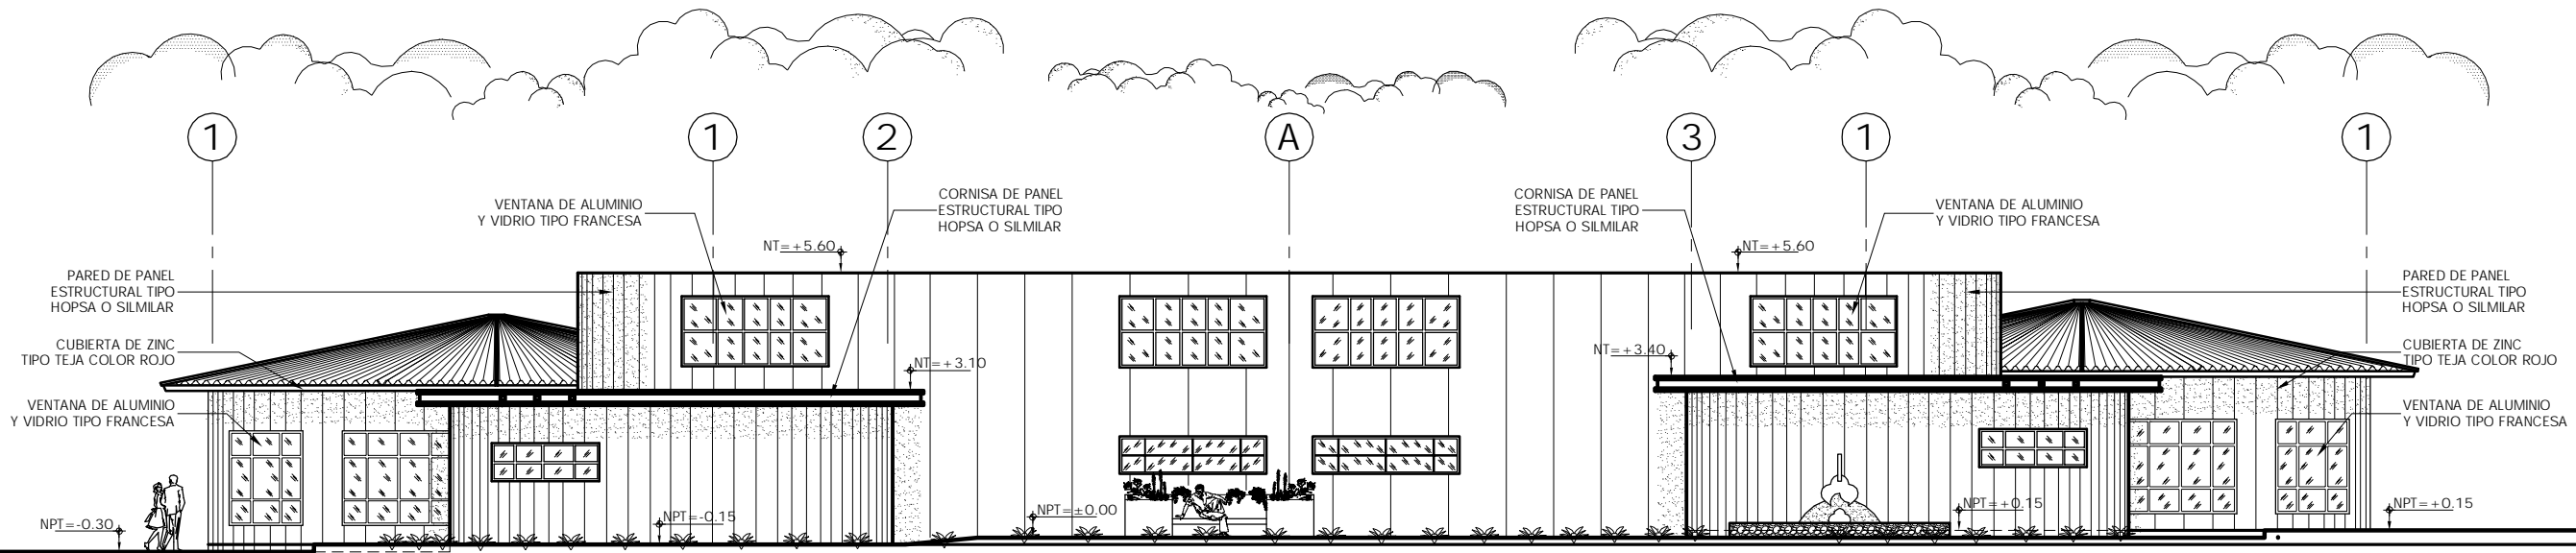 1
1
2
A
3
1
1
VENTANA DE ALUMINIO
Y VIDRIO TIPO FRANCESA
CORNISA DE PANEL
ESTRUCTURAL TIPO
HOPSA O SILMILAR
CORNISA DE PANEL
ESTRUCTURAL TIPO
HOPSA O SILMILAR
VENTANA DE ALUMINIO
Y VIDRIO TIPO FRANCESA
NT=+5.60
NT=+5.60
PARED DE PANEL
ESTRUCTURAL TIPO
HOPSA O SILMILAR
PARED DE PANEL
ESTRUCTURAL TIPO
HOPSA O SILMILAR
CUBIERTA DE ZINC
TIPO TEJA COLOR ROJO
NT=+3.10
NT=+3.40
CUBIERTA DE ZINC
TIPO TEJA COLOR ROJO
VENTANA DE ALUMINIO
Y VIDRIO TIPO FRANCESA
VENTANA DE ALUMINIO
Y VIDRIO TIPO FRANCESA
NPT=-0.30
NPT=-0.15
NPT=±0.00
NPT=+0.15
NPT=+0.15